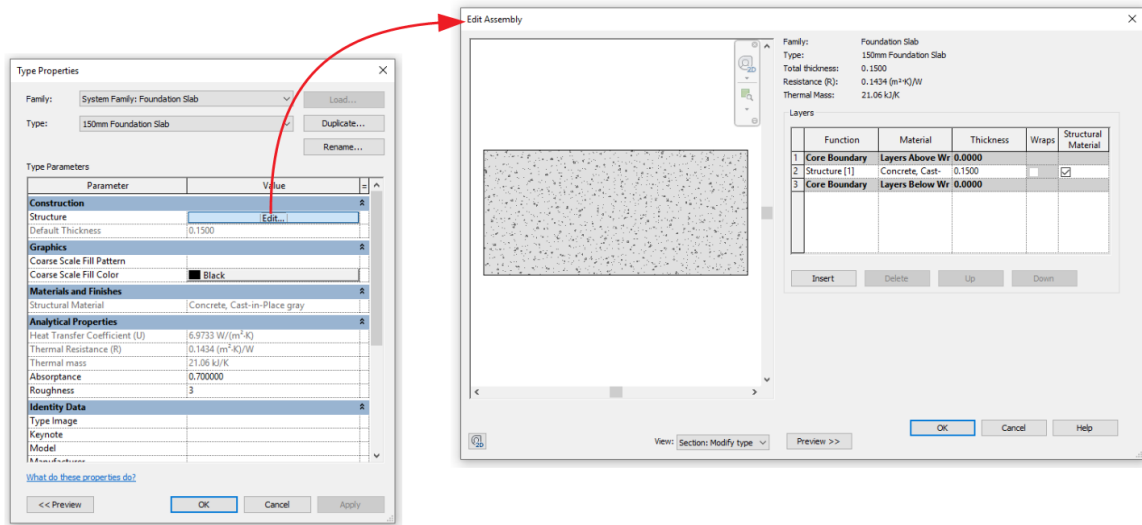 Type Properties
Family: System Family: Foundation Slab Load...
Type: 150mm Foundation Slab Duplicate...
Rename...
Type Parameters
Parameter Value =
Construction
Structure Edit...
Default Thickness 0.1500
Graphics
Coarse Scale Fill Pattern
Coarse Scale Fill Color Black
Materials and Finishes
Structural Material Concrete, Cast-in-Place gray
Analytical Properties
Heat Transfer Coefficient (U) 6.9733 W/(m²·K)
Thermal Resistance (R) 0.1434 (m²·K)/W
Thermal mass 21.06 kJ/K
Absorptance 0.700000
Roughness 3
Identity Data
Type Image
Keynote
Model
Manufacturer
What do these properties do?
<< Preview OK Cancel Apply
Edit Assembly
2D
Family: Foundation Slab
Type: 150mm Foundation Slab
Total thickness: 0.1500
Resistance (R): 0.1434 (m²·K)/W
Thermal Mass: 21.06 kJ/K
Layers
Function Material Thickness Wraps Structural Material
1 Core Boundary Layers Above Wr 0.0000
2 Structure [1] Concrete, Cast- 0.1500
3 Core Boundary Layers Below Wr 0.0000
Insert Delete Up Down
OK Cancel Help
2D View: Section: Modify type Preview >>